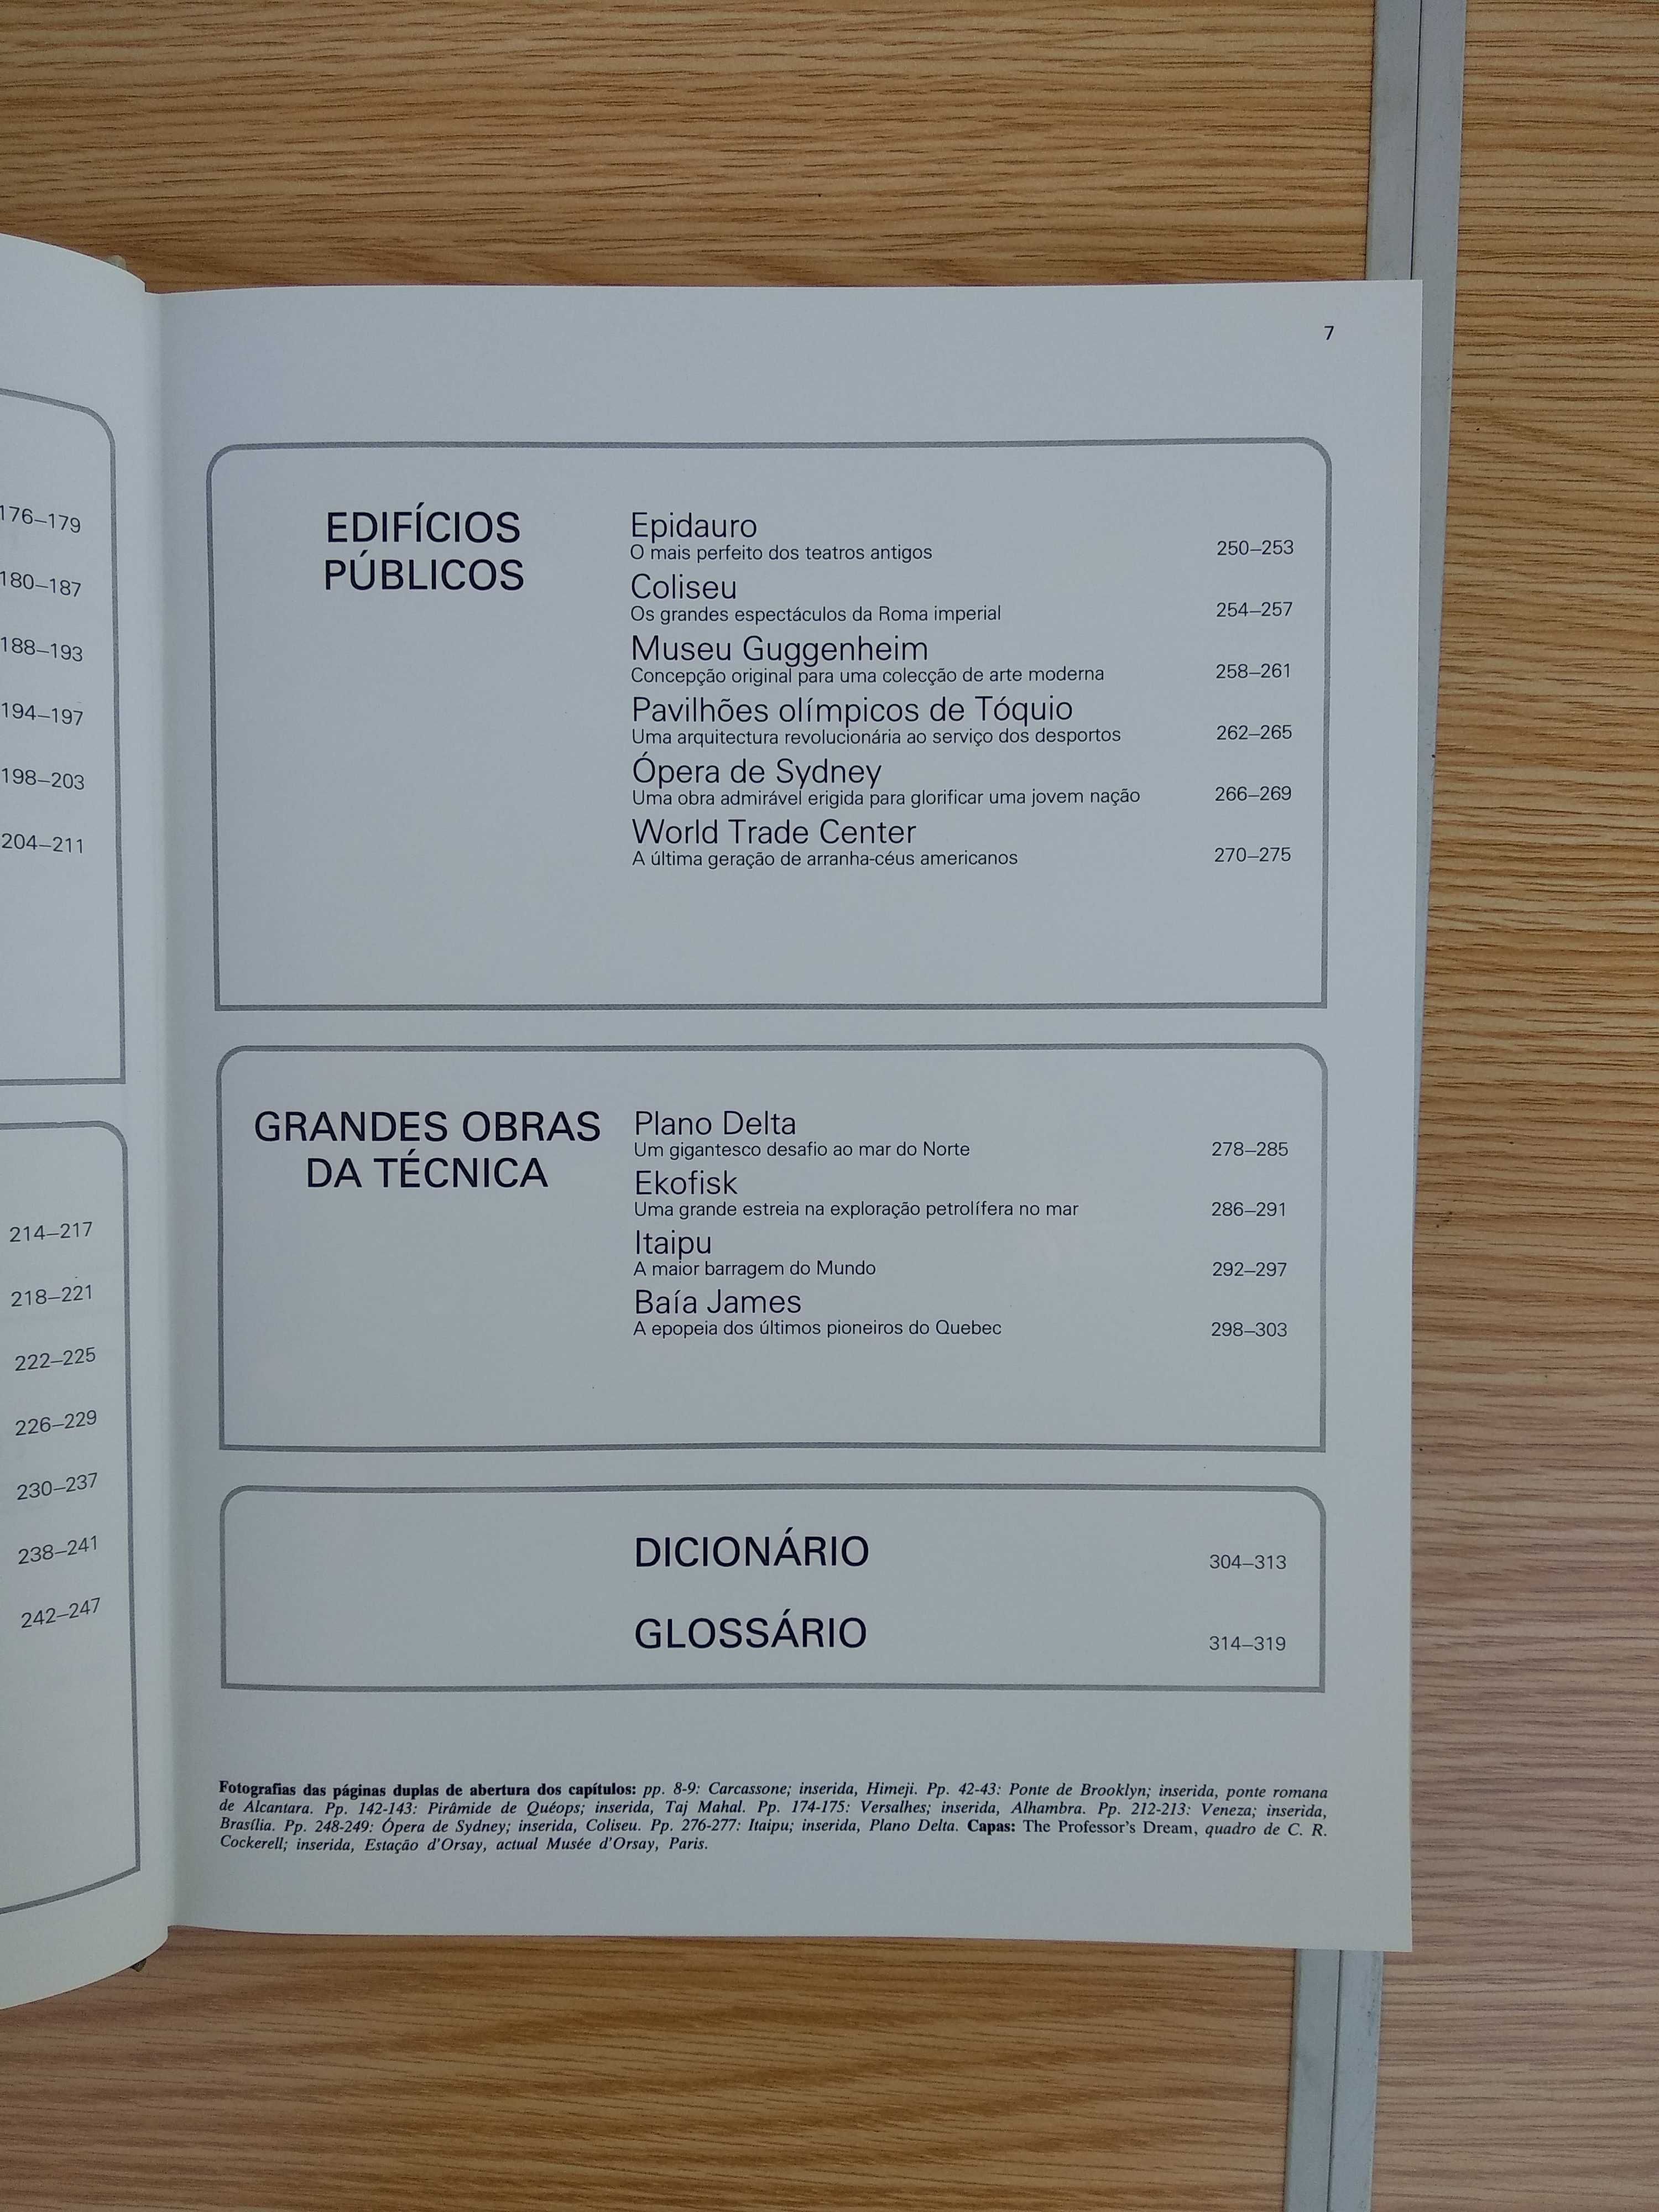 176–179
180–187
188–193
194–197
198–203
204–211
214–217
218–221
222–225
226–229
230–237
238–241
242–247
7
EDIFÍCIOS
PÚBLICOS
Epidauro
O mais perfeito dos teatros antigos 250–253
Coliseu
Os grandes espectáculos da Roma imperial 254–257
Museu Guggenheim
Concepção original para uma colecção de arte moderna 258–261
Pavilhões olímpicos de Tóquio
Uma arquitectura revolucionária ao serviço dos desportos 262–265
Ópera de Sydney
Uma obra admirável erigida para glorificar uma jovem nação 266–269
World Trade Center
A última geração de arranha-céus americanos 270–275
GRANDES OBRAS
DA TÉCNICA
Plano Delta
Um gigantesco desafio ao mar do Norte 278–285
Ekofisk
Uma grande estreia na exploração petrolífera no mar 286–291
Itaipu
A maior barragem do Mundo 292–297
Baía James
A epopeia dos últimos pioneiros do Quebec 298–303
DICIONÁRIO 304–313
GLOSSÁRIO 314–319
Fotografias das páginas duplas de abertura dos capítulos: pp. 8-9: Carcassone; inserida, Himeji. Pp. 42-43: Ponte de Brooklyn; inserida, ponte romana
de Alcantara. Pp. 142-143: Pirâmide de Quéops; inserida, Taj Mahal. Pp. 174-175: Versalhes; inserida, Alhambra. Pp. 212-213: Veneza; inserida,
Brasília. Pp. 248-249: Ópera de Sydney; inserida, Coliseu. Pp. 276-277: Itaipu; inserida, Plano Delta. Capas: The Professor's Dream, quadro de C. R.
Cockerell; inserida, Estação d'Orsay, actual Musée d'Orsay, Paris.